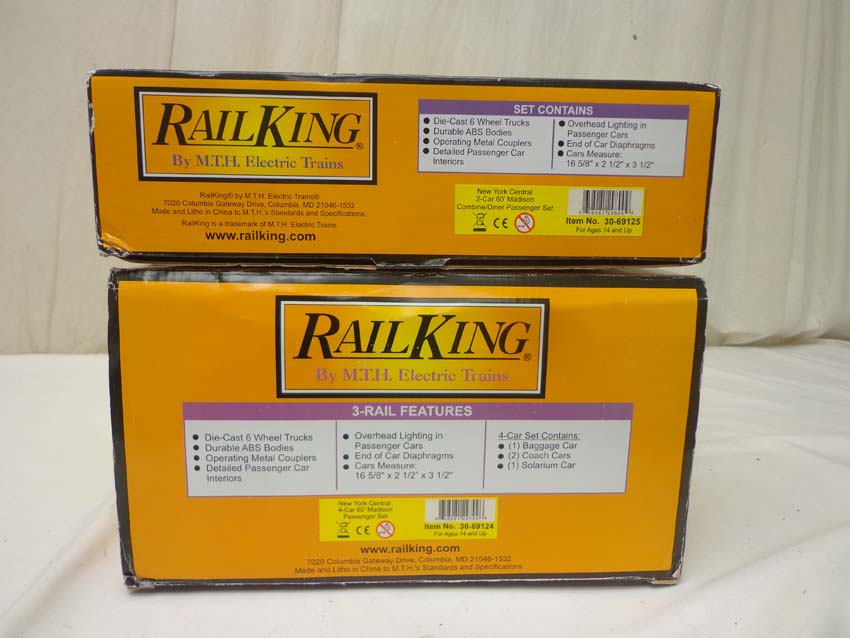 RAILKING®
By M.T.H. Electric Trains
RailKing® by M.T.H. Electric Trains®
7020 Columbia Gateway Drive, Columbia, MD 21046-1532
Made and Litho in China to M.T.H.'s Standards and Specifications.
RailKing is a trademark of M.T.H. Electric Trains.
www.railking.com
SET CONTAINS
● Die-Cast 6 Wheel Trucks
● Durable ABS Bodies
● Operating Metal Couplers
● Detailed Passenger Car
Interiors
● Overhead Lighting in
Passenger Cars
● End of Car Diaphragms
● Cars Measure:
16 5/8" x 2 1/2" x 3 1/2"
New York Central
2-Car 60' Madison
Combine/Diner Passenger Set
CE
Item No. 30-69125
For Ages 14 and Up
RAILKING®
By M.T.H. Electric Trains
3-RAIL FEATURES
● Die-Cast 6 Wheel Trucks
● Durable ABS Bodies
● Operating Metal Couplers
● Detailed Passenger Car
Interiors
● Overhead Lighting in
Passenger Cars
● End of Car Diaphragms
● Cars Measure:
16 5/8" x 2 1/2" x 3 1/2"
4-Car Set Contains:
● (1) Baggage Car
● (2) Coach Cars
● (1) Solarium Car
New York Central
4-Car 60' Madison
Passenger Set
CE
Item No. 30-69124
For Ages 14 and Up
www.railking.com
7020 Columbia Gateway Drive, Columbia, MD 21046-1532
Made and Litho in China to M.T.H.'s Standards and Specifications